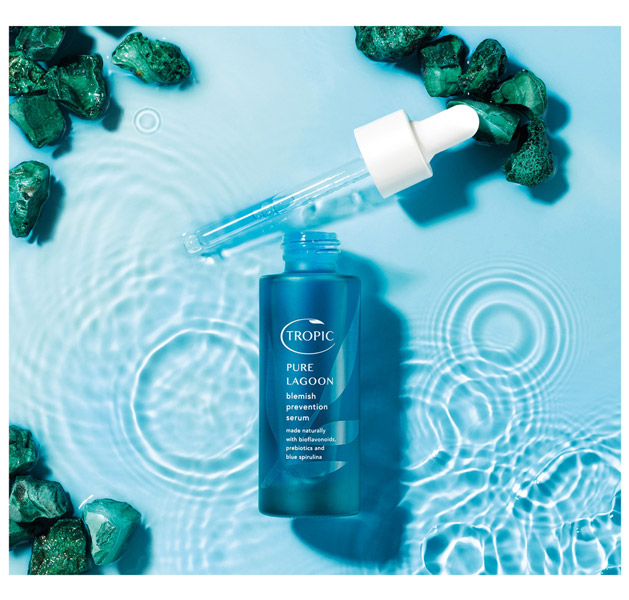 TROPIC
PURE
LAGOON
blemish
prevention
serum
made naturally
with bioflavonoids,
prebiotics and
blue spirulina